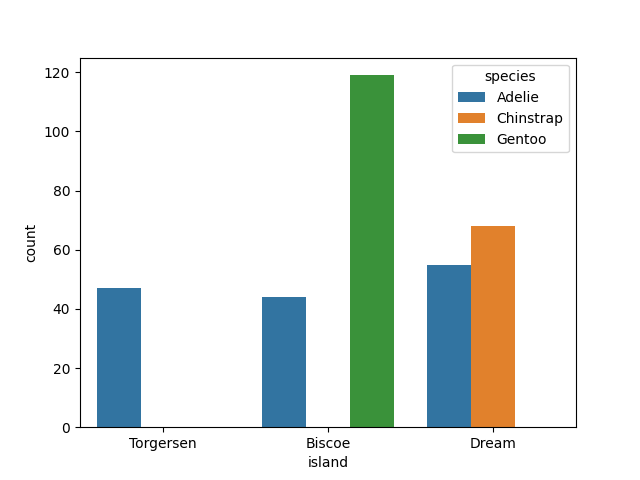 120
100
80
60
40
20
0
count
Torgersen Biscoe Dream
island
species
Adelie
Chinstrap
Gentoo